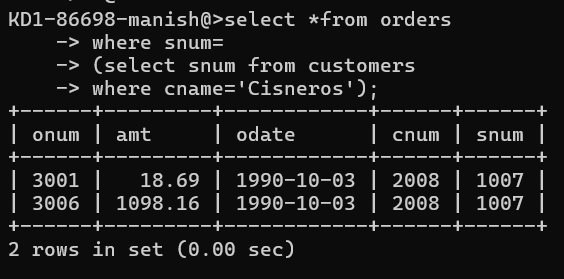 KD1-86698-manish@>select *from orders
    -> where snum=
    -> (select snum from customers
    -> where cname='Cisneros');
+------+---------+------------+------+------+
| onum | amt     | odate      | cnum | snum |
+------+---------+------------+------+------+
| 3001 |   18.69 | 1990-10-03 | 2008 | 1007 |
| 3006 | 1098.16 | 1990-10-03 | 2008 | 1007 |
+------+---------+------------+------+------+
2 rows in set (0.00 sec)